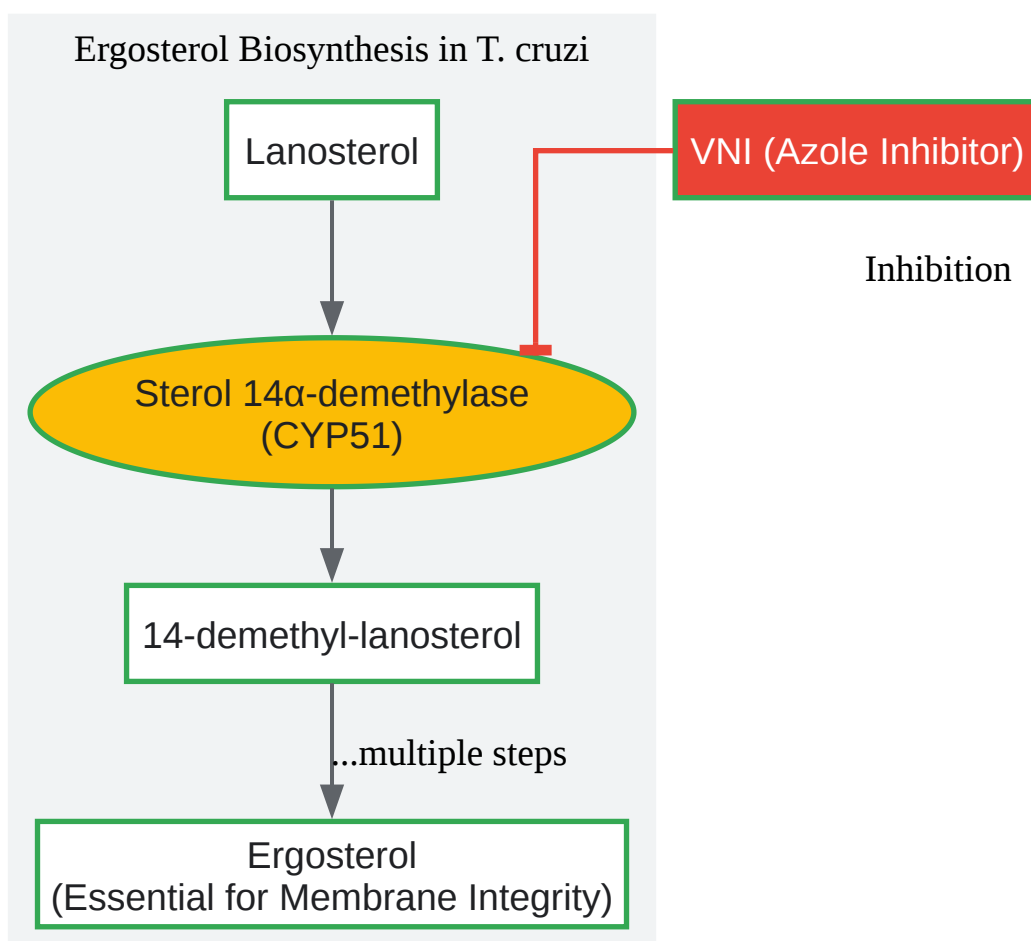 Ergosterol Biosynthesis in T. cruzi
Lanosterol
VNI (Azole Inhibitor)
Inhibition
Sterol 14α-demethylase
(CYP51)
14-demethyl-lanosterol
...multiple steps
Ergosterol
(Essential for Membrane Integrity)